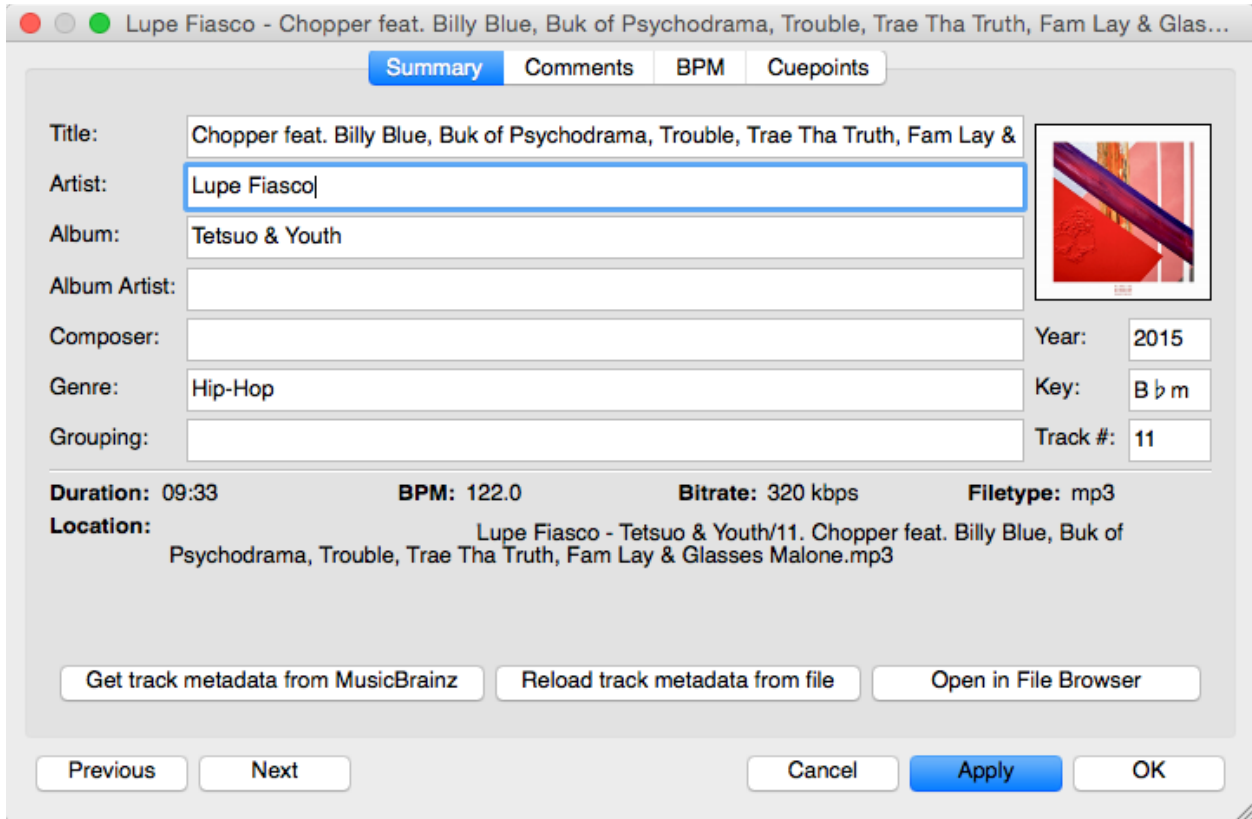 Lupe Fiasco - Chopper feat. Billy Blue, Buk of Psychodrama, Trouble, Trae Tha Truth, Fam Lay & Glas...
Summary Comments BPM Cuepoints
Title: Chopper feat. Billy Blue, Buk of Psychodrama, Trouble, Trae Tha Truth, Fam Lay &
Artist: Lupe Fiasco
Album: Tetsuo & Youth
Album Artist:
Composer: Year: 2015
Genre: Hip-Hop Key: B♭m
Grouping: Track #: 11
Duration: 09:33 BPM: 122.0 Bitrate: 320 kbps Filetype: mp3
Location: Lupe Fiasco - Tetsuo & Youth/11. Chopper feat. Billy Blue, Buk of
Psychodrama, Trouble, Trae Tha Truth, Fam Lay & Glasses Malone.mp3
Get track metadata from MusicBrainz Reload track metadata from file Open in File Browser
Previous Next Cancel Apply OK